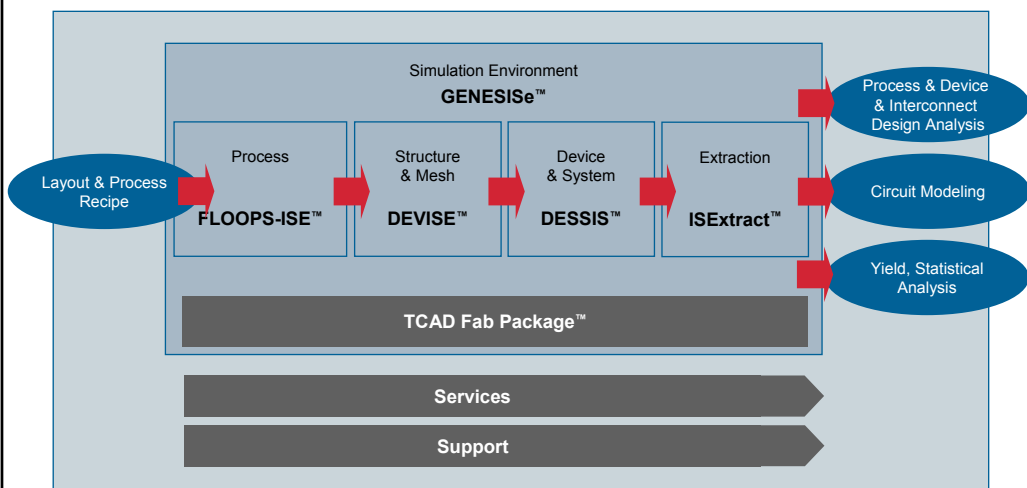 Simulation Environment
GENESISe™
Process & Device
& Interconnect
Design Analysis
Layout & Process
Recipe
Process
FLOOPS-ISE™
Structure
& Mesh
DEVISE™
Device
& System
DESSIS™
Extraction
ISExtract™
Circuit Modeling
Yield, Statistical
Analysis
TCAD Fab Package™
Services
Support